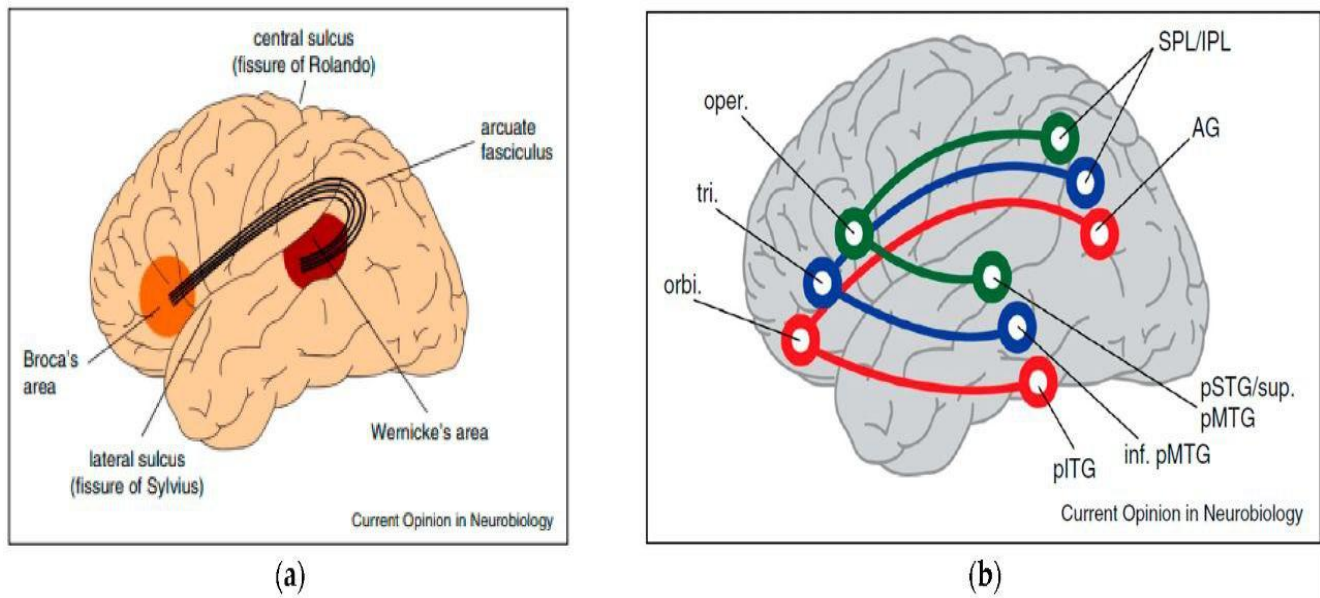 central sulcus
(fissure of Rolando)
arcuate
fasciculus
Broca's
area
Wernicke's area
lateral sulcus
(fissure of Sylvius)
Current Opinion in Neurobiology
(a)
SPL/IPL
oper.
AG
tri.
orbi.
pSTG/sup.
pMTG
inf. pMTG
pITG
Current Opinion in Neurobiology
(b)